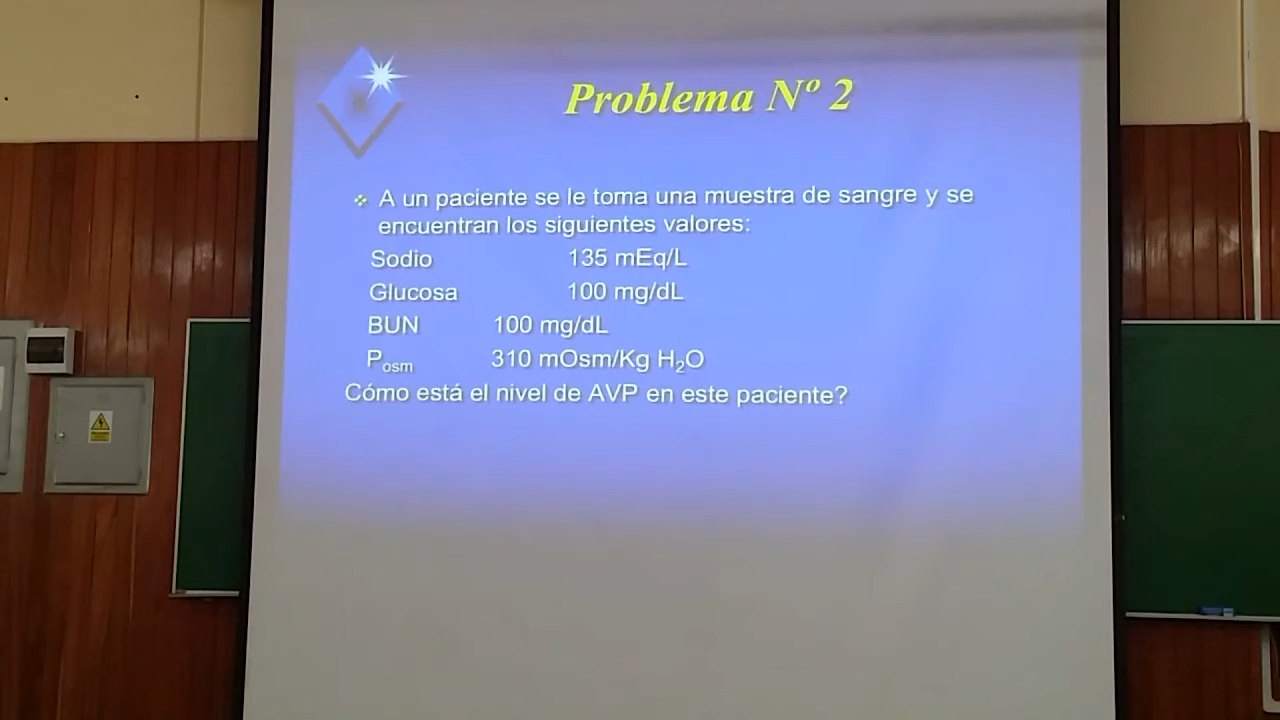 Problema Nº 2
A un paciente se le toma una muestra de sangre y se
encuentran los siguientes valores:
Sodio 135 mEq/L
Glucosa 100 mg/dL
BUN 100 mg/dL
Posm 310 mOsm/Kg H2O
Cómo está el nivel de AVP en este paciente?